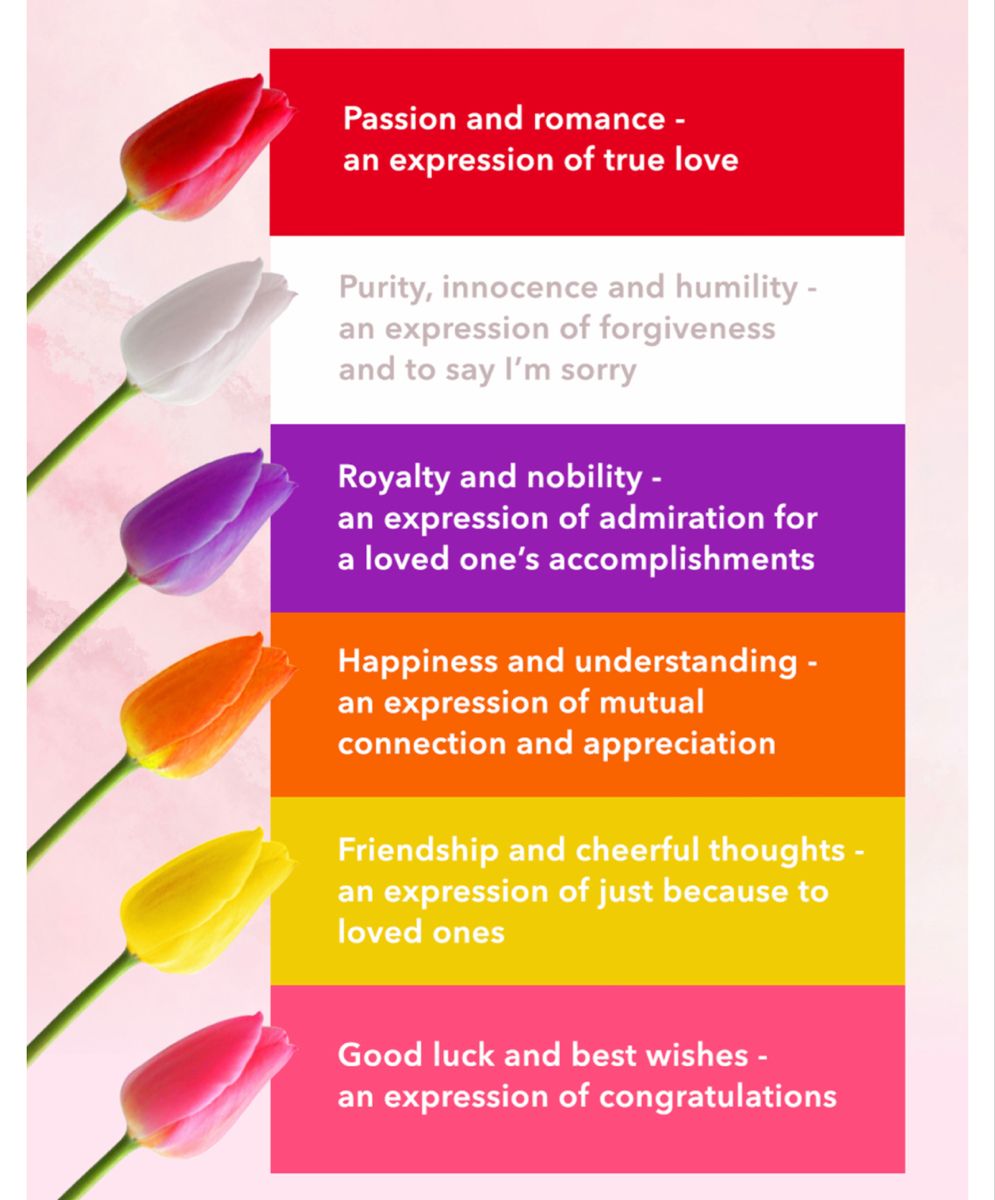 Passion and romance -
an expression of true love
Purity, innocence and humility -
an expression of forgiveness
and to say I’m sorry
Royalty and nobility -
an expression of admiration for
a loved one’s accomplishments
Happiness and understanding -
an expression of mutual
connection and appreciation
Friendship and cheerful thoughts -
an expression of just because to
loved ones
Good luck and best wishes -
an expression of congratulations